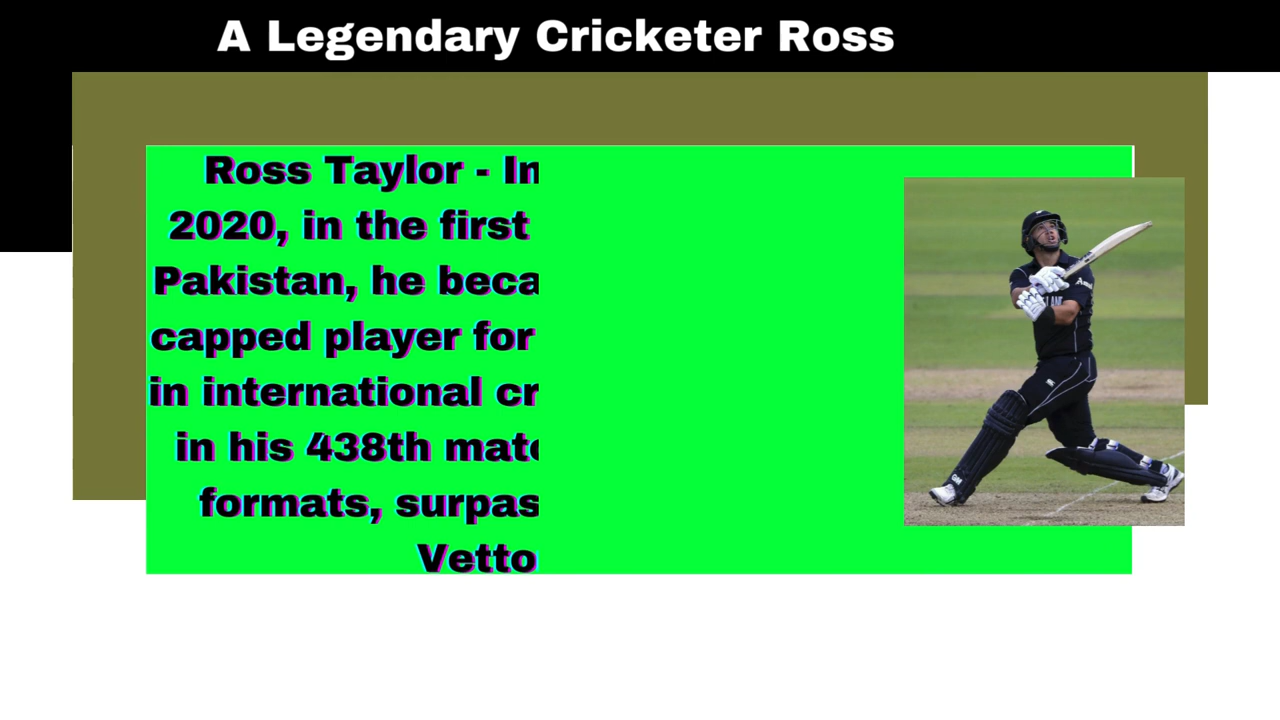 A Legendary Cricketer Ross
Ross Taylor - In
2020, in the first
Pakistan, he beca
capped player for
in international cr
in his 438th mat
formats, surpas
Vetto